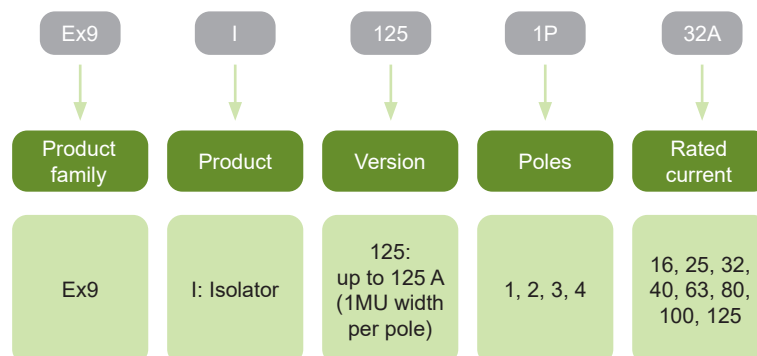 Ex9
I
125
1P
32A
Product
family
Product
Version
Poles
Rated
current
Ex9
I: Isolator
125:
up to 125 A
(1MU width
per pole)
1, 2, 3, 4
16, 25, 32,
40, 63, 80,
100, 125